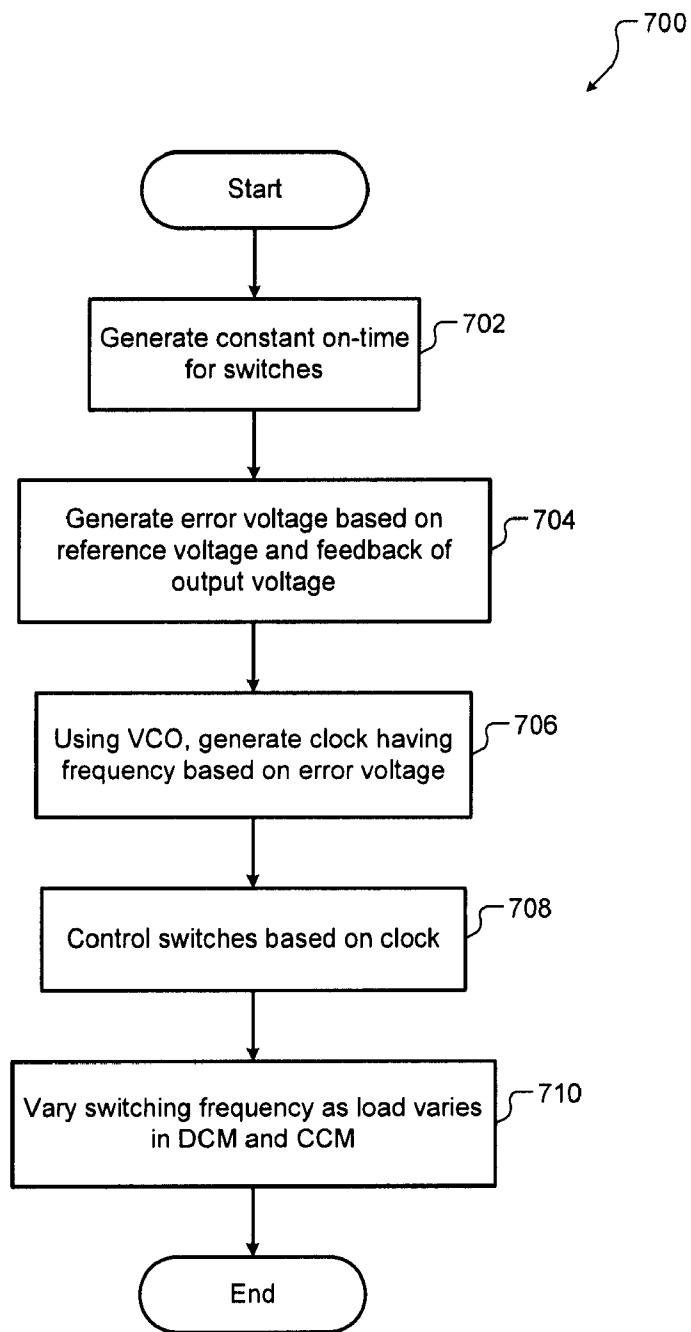 700
Start
Generate constant on-time
for switches
702
Generate error voltage based on
reference voltage and feedback of
output voltage
704
Using VCO, generate clock having
frequency based on error voltage
706
Control switches based on clock
708
Vary switching frequency as load varies
in DCM and CCM
710
End